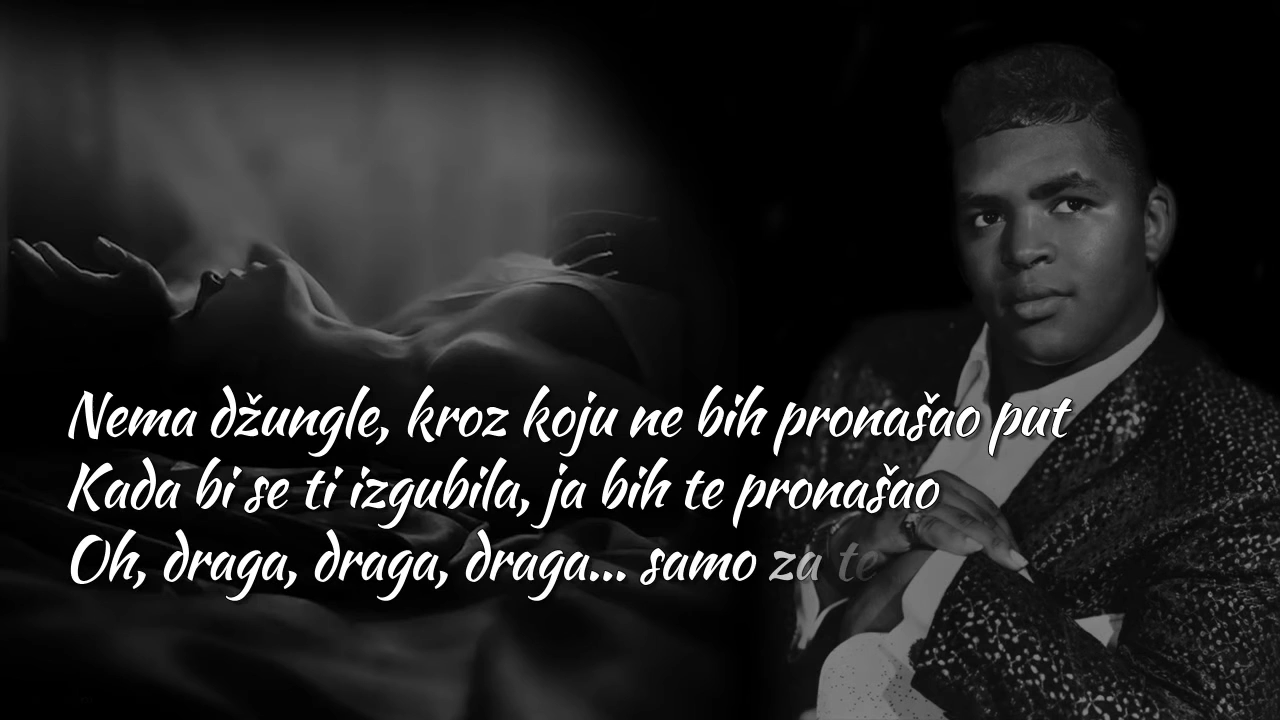 Nema džungle, kroz koju ne bih pronašao put
Kada bi se ti izgubila, ja bih te pronašao
Oh, draga, draga, draga... samo za te